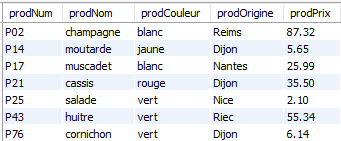 prodNum prodNom prodCouleur prodOrigine prodPrix
P02 champagne blanc Reims 87.32
P14 moutarde jaune Dijon 5.65
P17 muscadet blanc Nantes 25.99
P21 cassis rouge Dijon 35.50
P25 salade vert Nice 2.10
P43 huitre vert Riec 55.34
P76 cornichon vert Dijon 6.14